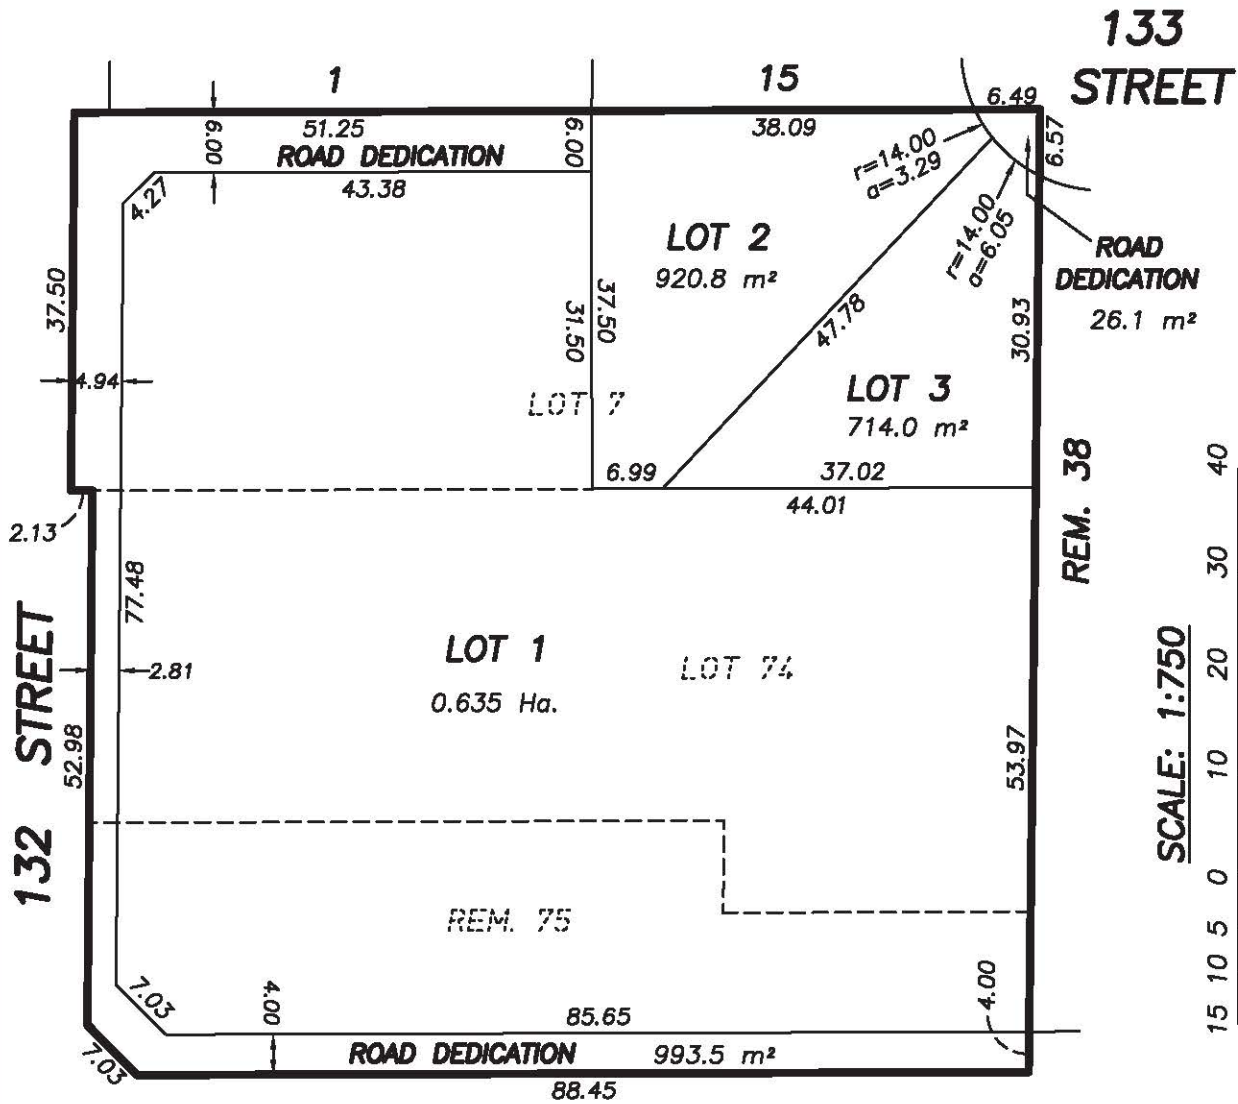 133
STREET
1
15
6.49
51.25
38.09
6.00
6.00
6.57
ROAD DEDICATION
r=14.00
a=3.29
4.27
43.38
r=14.00
a=6.05
LOT 2
920.8 m²
ROAD
DEDICATION
26.1 m²
37.50
37.50
31.50
47.78
30.93
4.94
LOT 7
LOT 3
714.0 m²
6.99
37.02
44.01
REM. 38
2.13
77.48
132 STREET
LOT 1
0.635 Ha.
LOT 74
2.81
52.98
53.97
SCALE: 1:750
15 10 5 0 10 20 30 40
REM. 75
7.03
4.00
4.00
85.65
ROAD DEDICATION 993.5 m²
7.03
88.45